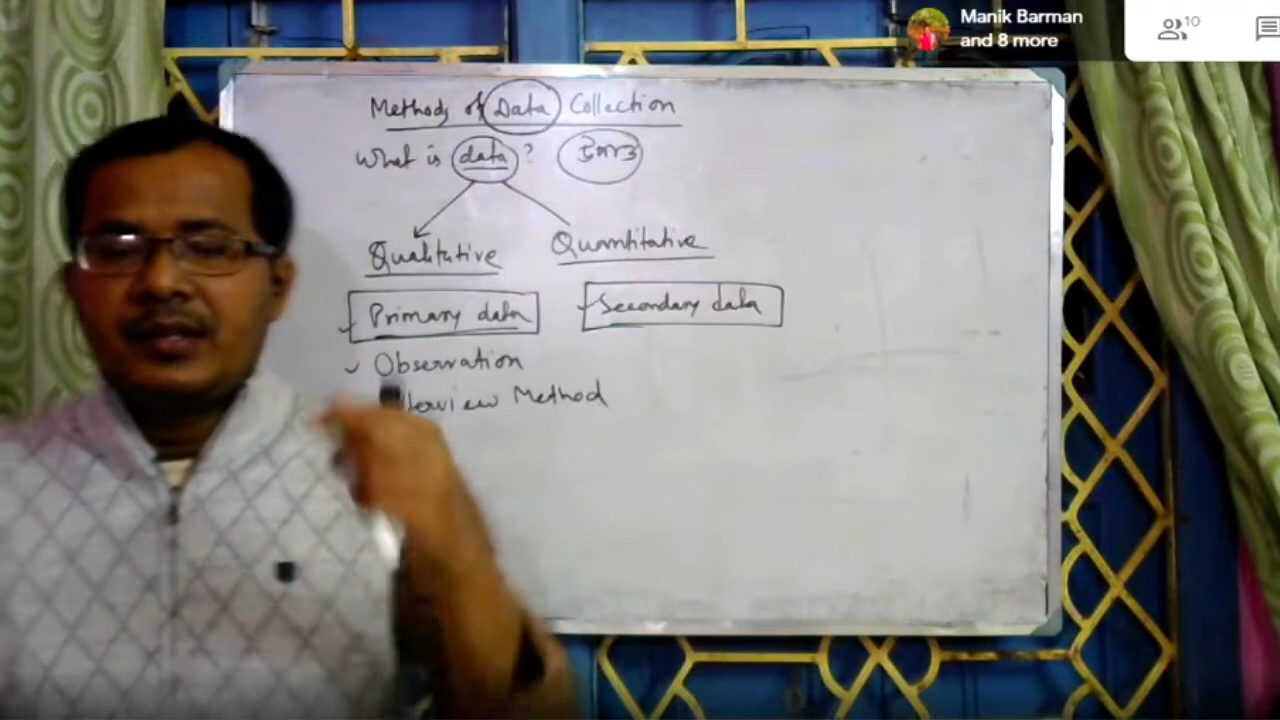 Manik Barman
and 8 more
10
Methods of Data Collection
What is data?
Qualitative Quantitative
Primary data Secondary data
Observation
Method